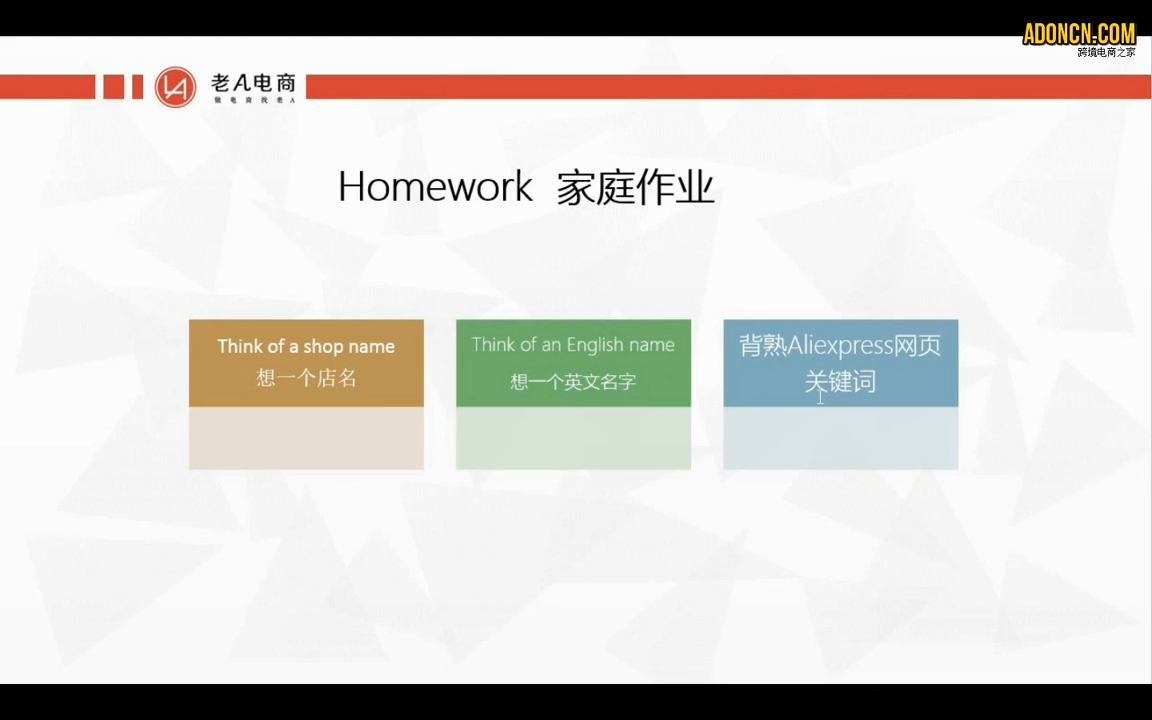 ADONCN.COM
跨境电商之家
老A电商
做电商找老A
Homework 家庭作业
Think of a shop name
想一个店名
Think of an English name
想一个英文名字
背熟Aliexpress网页
关键词